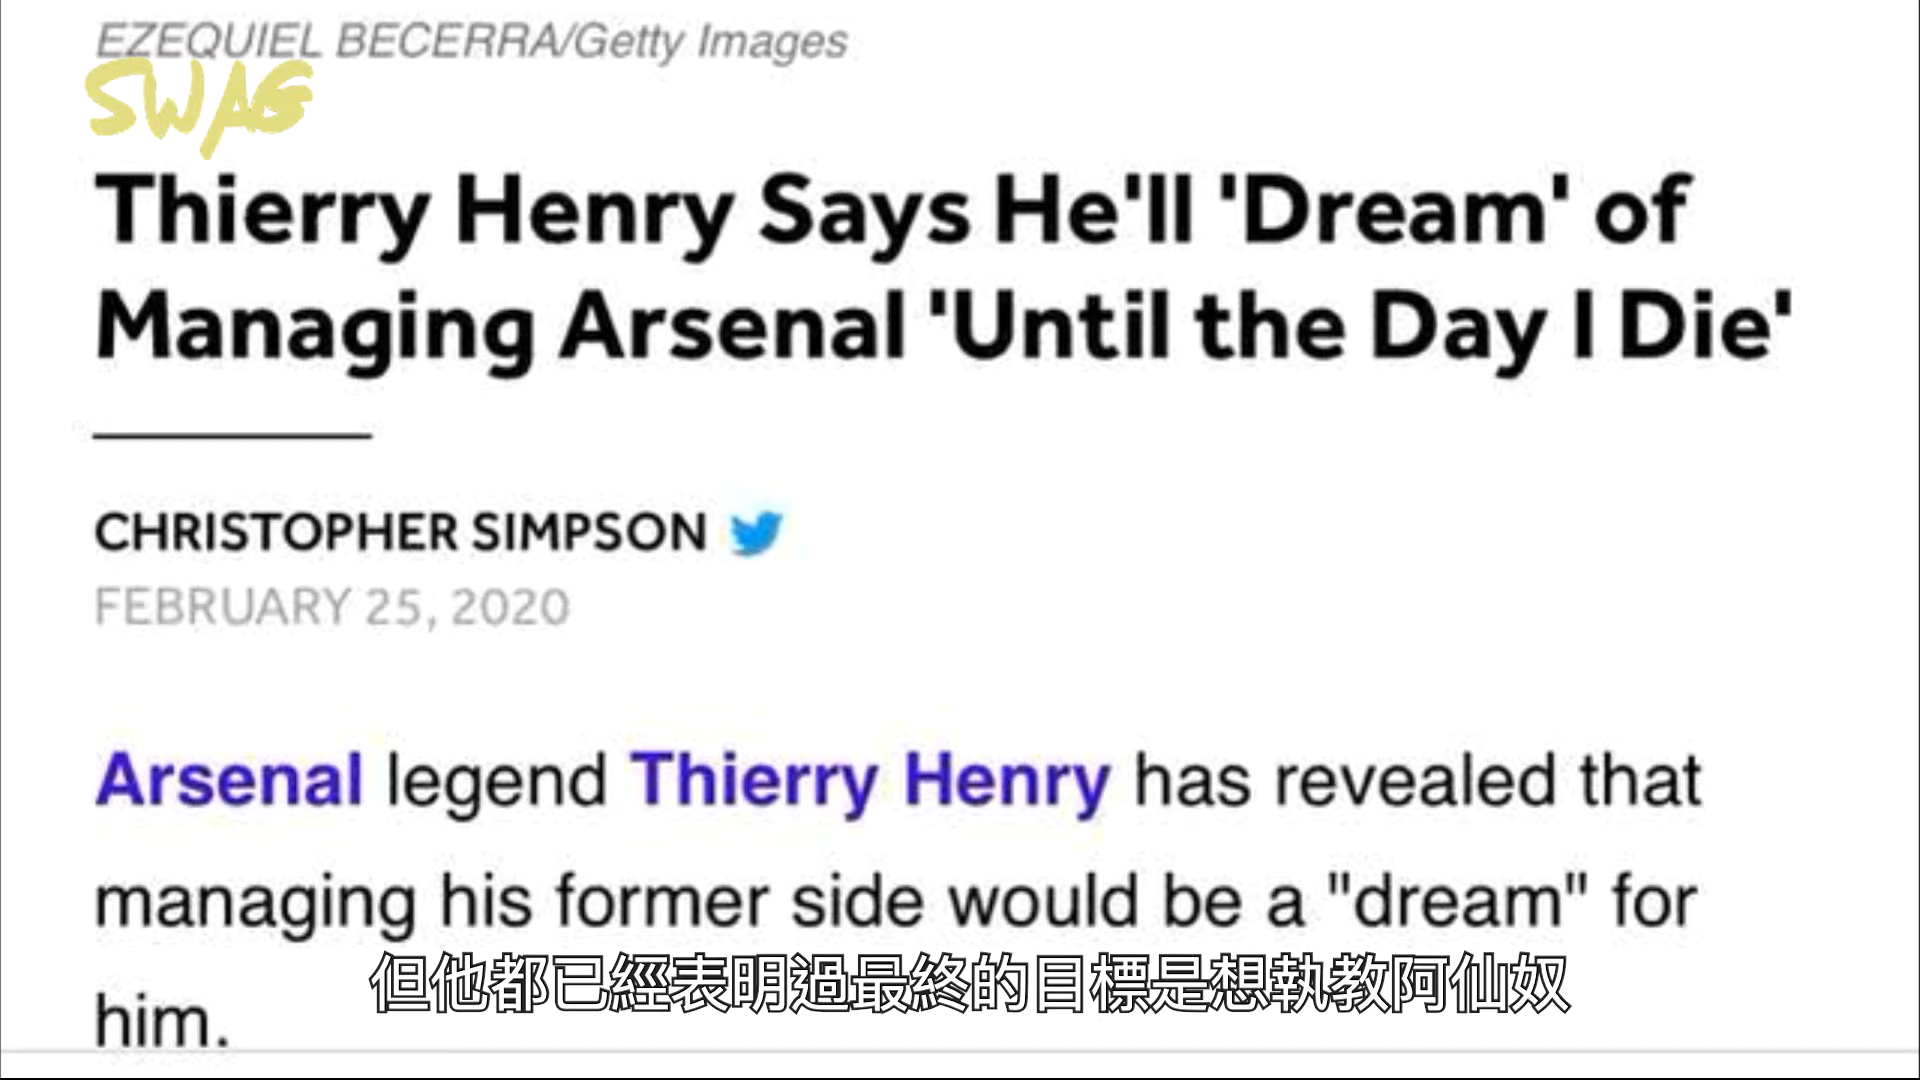 EZEQUIEL BECERRA/Getty Images
SWAG
Thierry Henry Says He'll 'Dream' of
Managing Arsenal 'Until the Day I Die'
CHRISTOPHER SIMPSON
FEBRUARY 25, 2020
Arsenal legend Thierry Henry has revealed that
managing his former side would be a "dream" for
him.
但他都已經表明過最終的目標是想執教阿仙奴